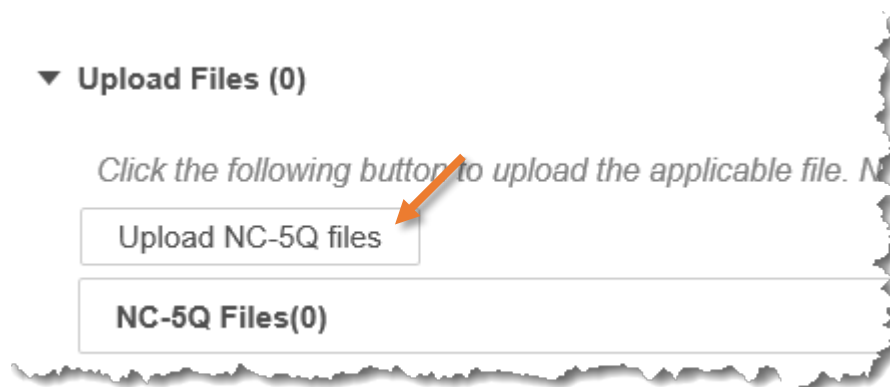 Upload Files (0)
Click the following button to upload the applicable file.
Upload NC-5Q files
NC-5Q Files(0)